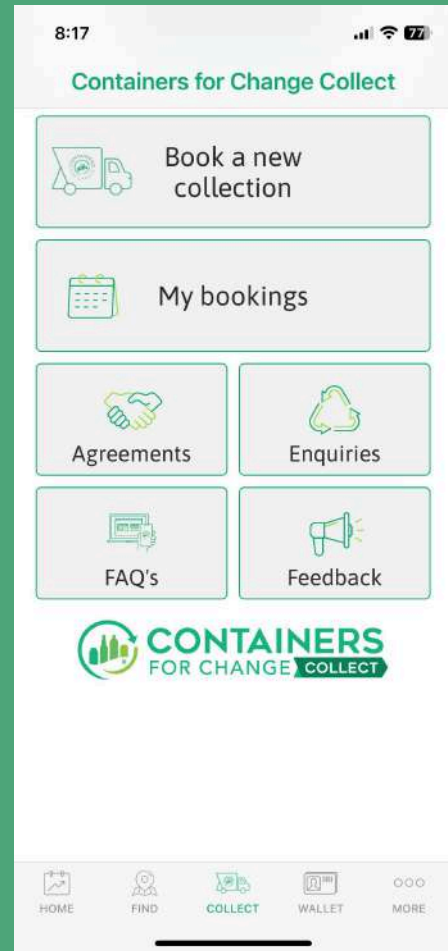 8:17
77
Containers for Change Collect
Book a new
collection
My bookings
Agreements
Enquiries
FAQ's
Feedback
CONTAINERS
FOR CHANGE COLLECT
HOME
FIND
COLLECT
WALLET
MORE